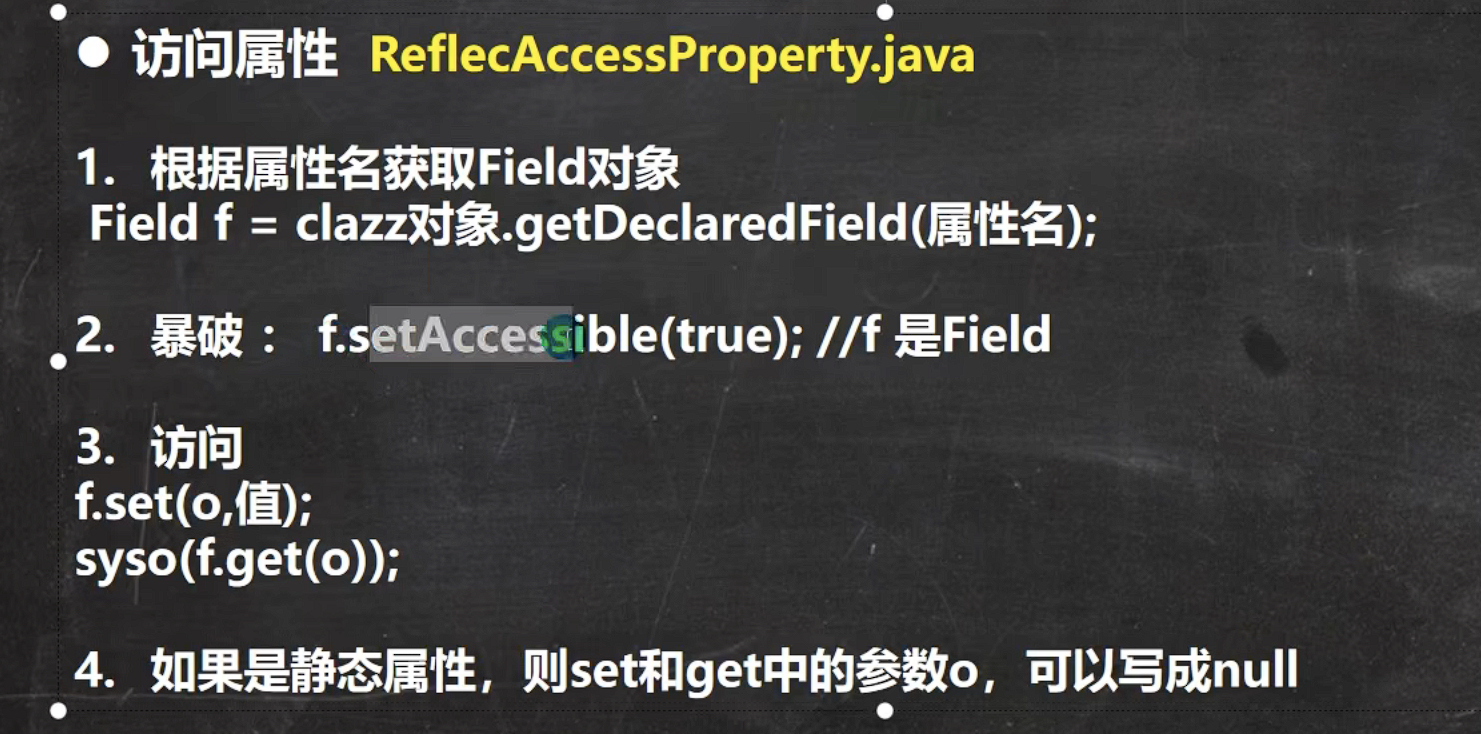 ● 访问属性 ReflecAccessProperty.java
1. 根据属性名获取Field对象
Field f = clazz对象.getDeclaredField(属性名);
2. 暴破 ： f.setAccessible(true); //f 是Field
3. 访问
f.set(o,值);
syso(f.get(o));
4. 如果是静态属性，则set和get中的参数o，可以写成null